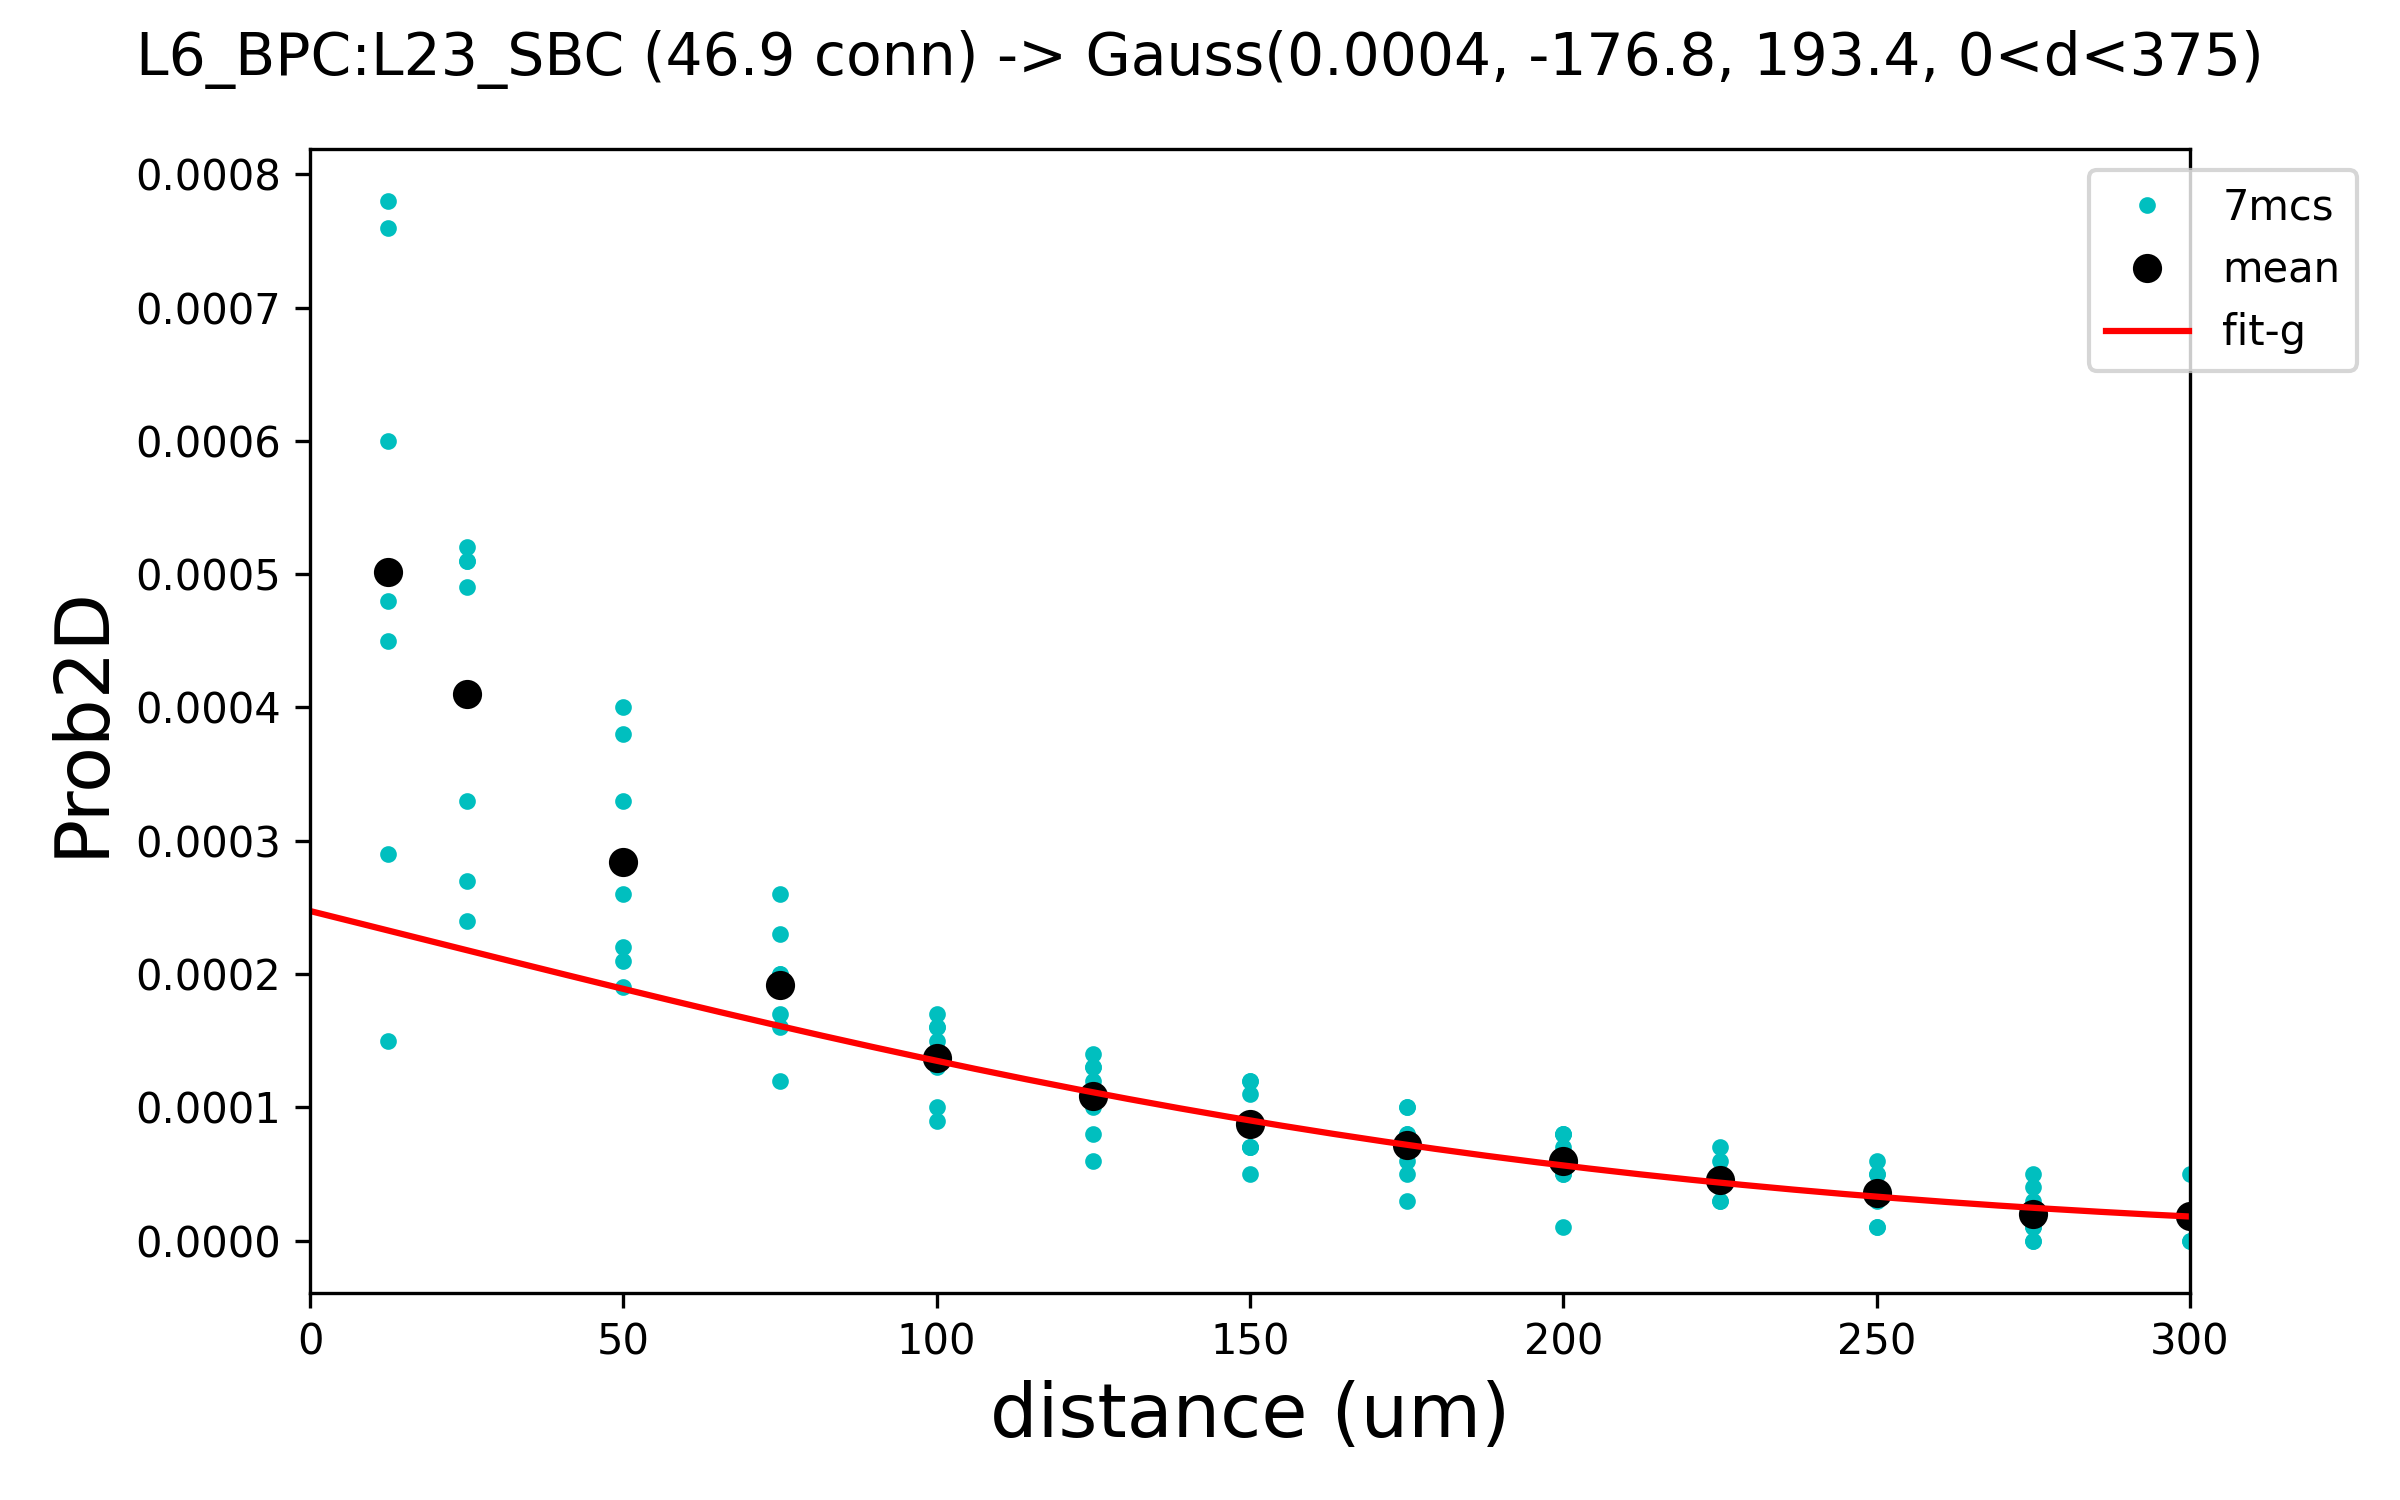 L6_BPC:L23_SBC (46.9 conn) -> Gauss(0.0004, -176.8, 193.4, 0<d<375)
7mcs
mean
fit-g
Prob2D
0.0008
0.0007
0.0006
0.0005
0.0004
0.0003
0.0002
0.0001
0.0000
0 50 100 150 200 250 300
distance (um)